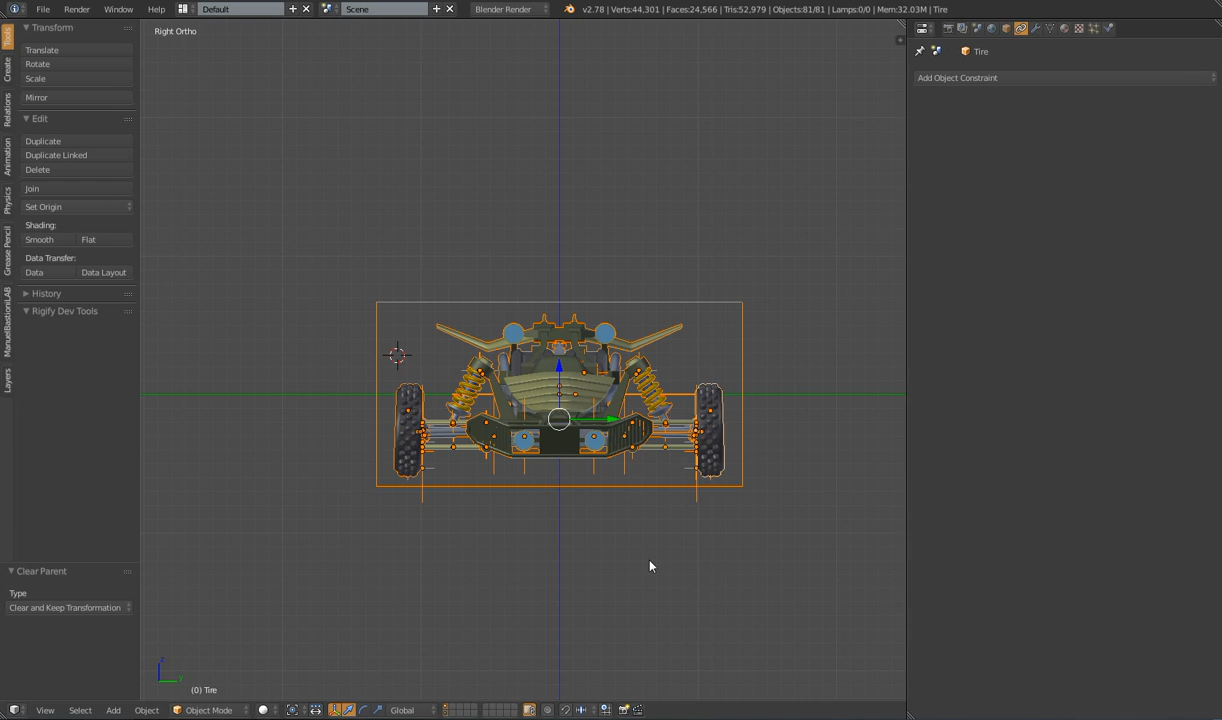 File Render Window Help Default Scene Blender Render v2.78 | Verts:44,301 | Faces:24,566 | Tris:52,979 | Objects:81/81 | Lamps:0/0 | Mem:32.03M | Tire
Right Ortho
Tools
Create
Relations
Animation
Physics
Grease Pencil
ManuelBastioniLAB
Layers
Transform
Translate
Rotate
Scale
Mirror
Edit
Duplicate
Duplicate Linked
Delete
Join
Set Origin
Shading:
Smooth Flat
Data Transfer:
Data Data Layout
History
Rigify Dev Tools
Clear Parent
Type
Clear and Keep Transformation
Tire
Add Object Constraint
z
y
(0) Tire
View Select Add Object Object Mode Global